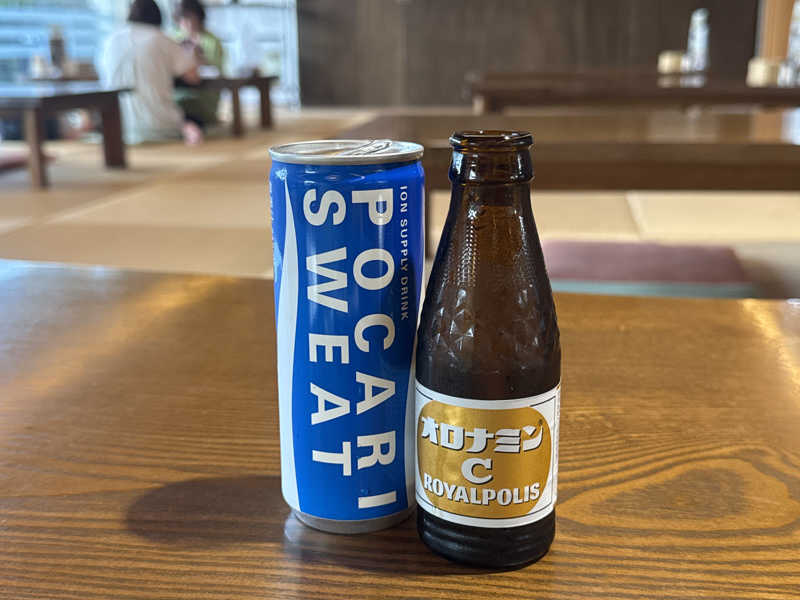 POCARI
SWEAT
ION SUPPLY DRINK
オロナミン
C
ROYALPOLIS